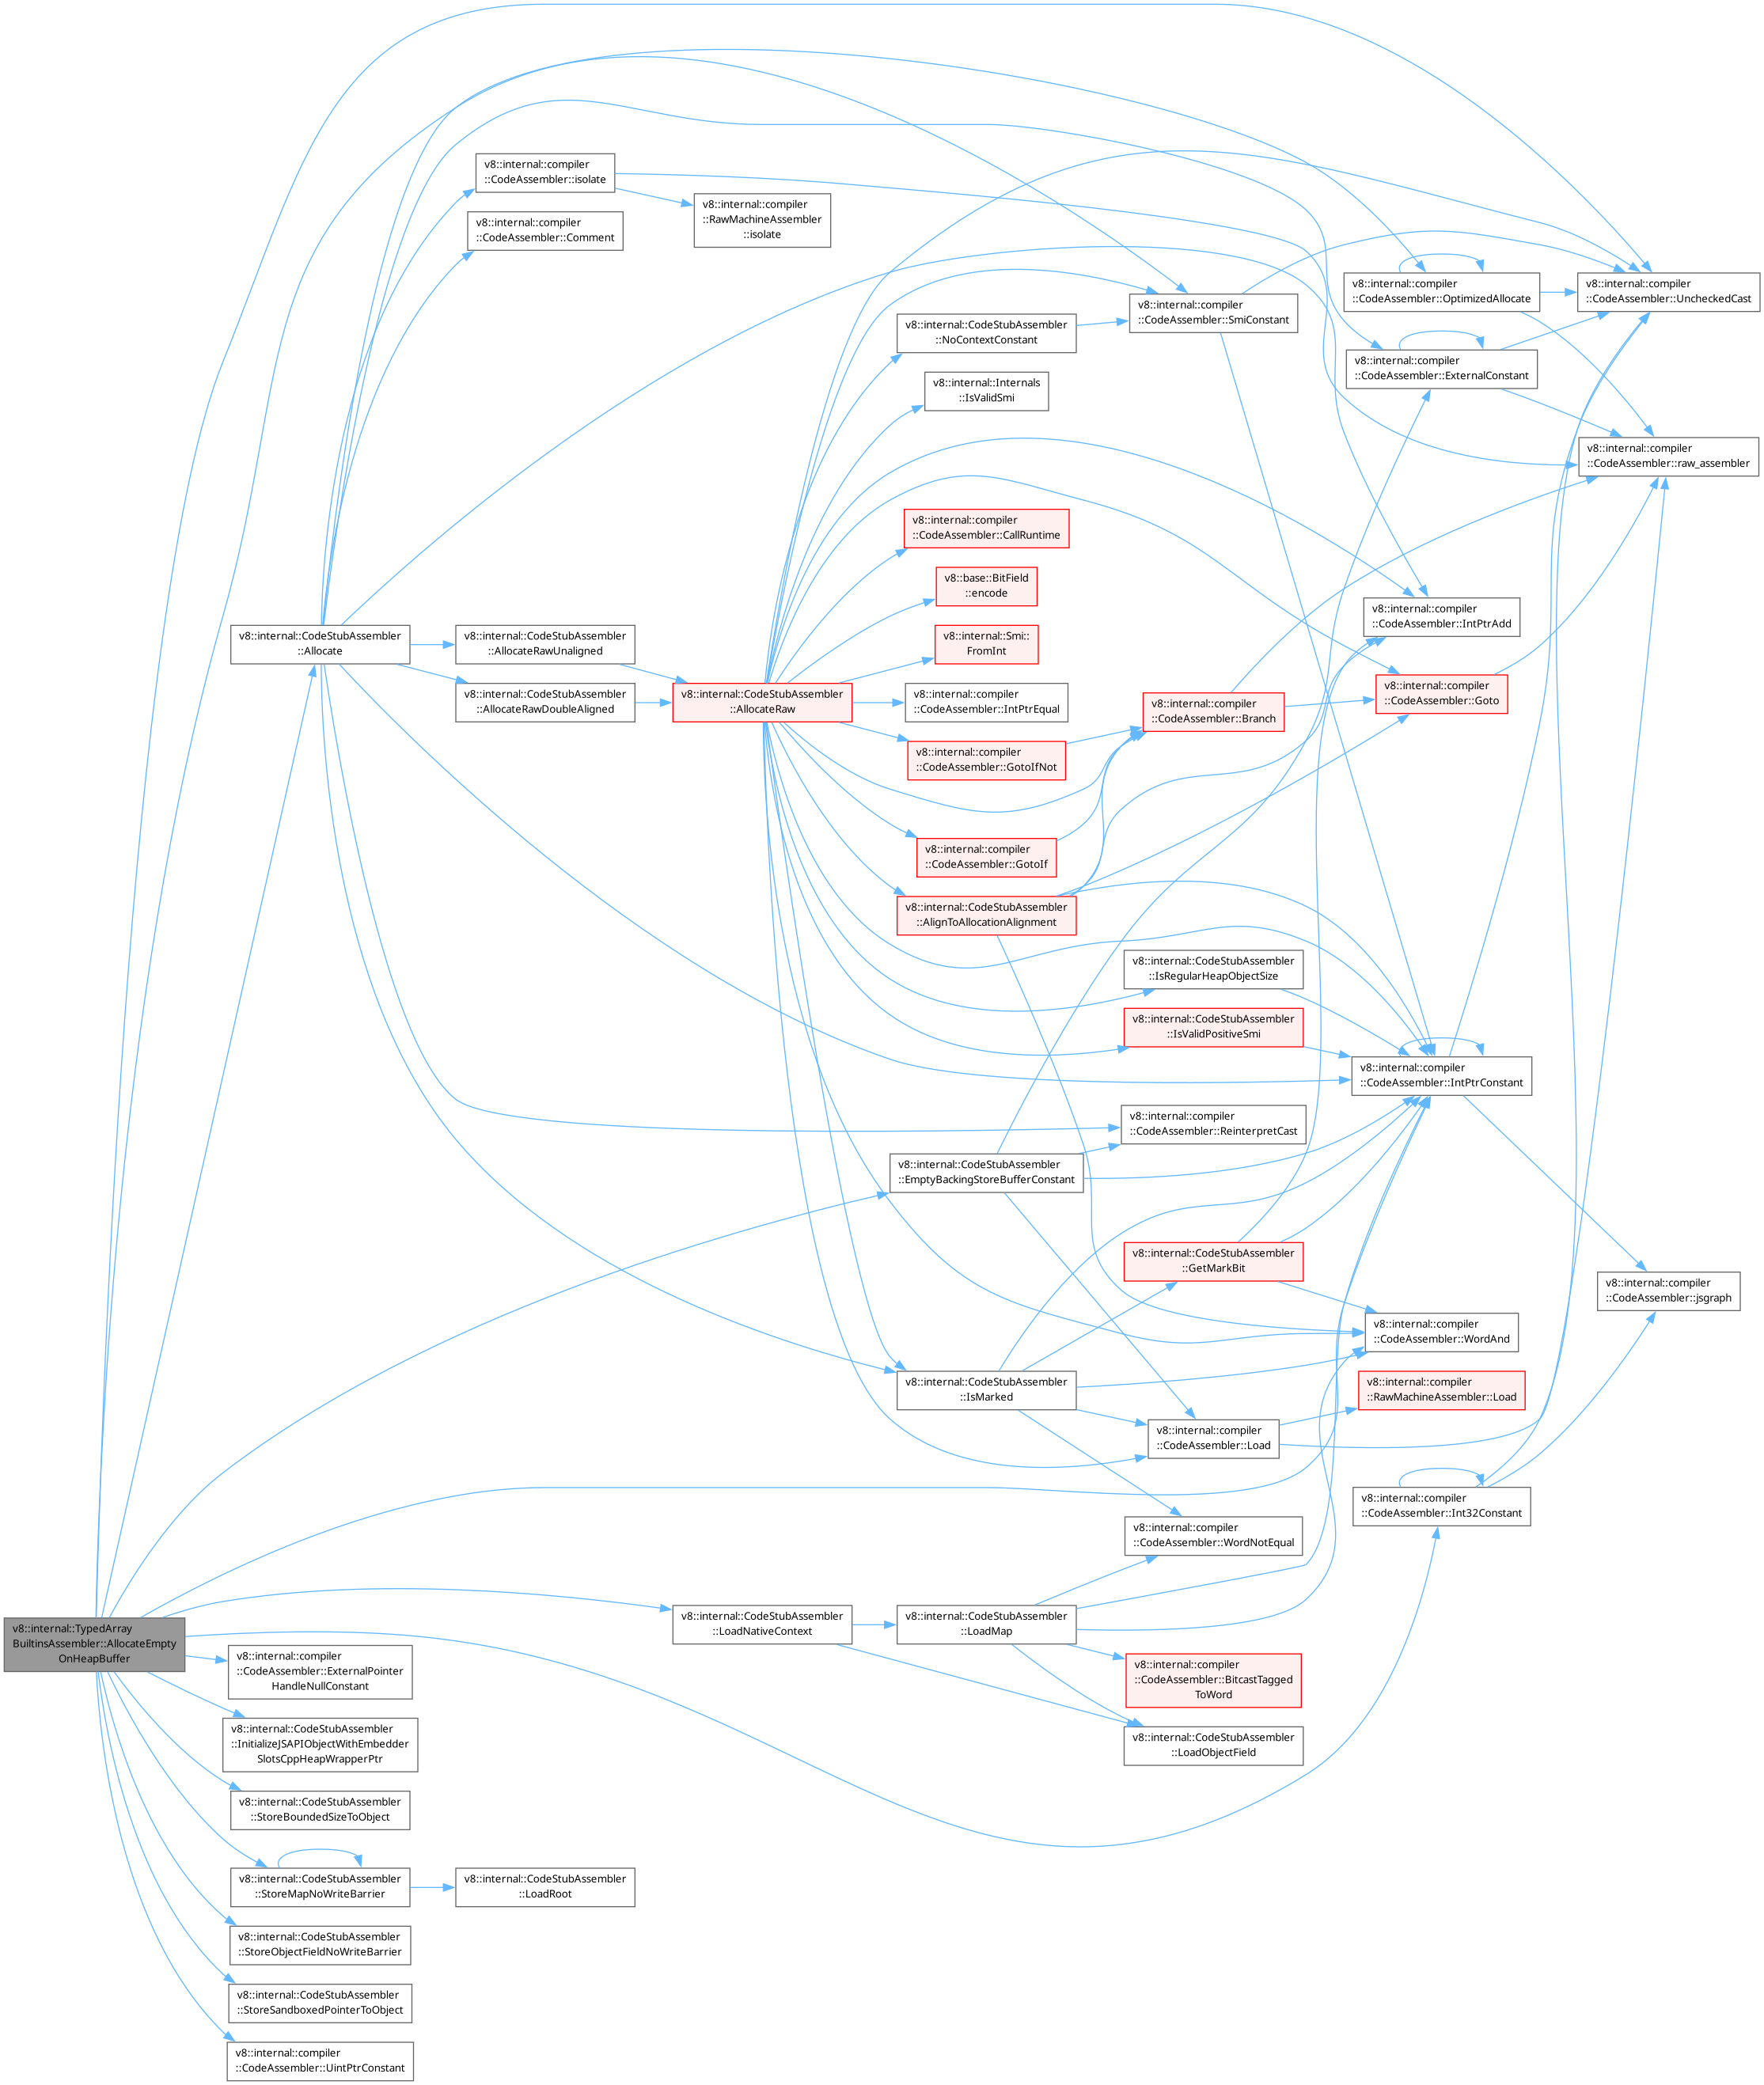 v8::internal::compiler
::CodeAssembler::isolate
v8::internal::compiler
::RawMachineAssembler
::isolate
v8::internal::compiler
::CodeAssembler::Comment
v8::internal::compiler
::CodeAssembler::OptimizedAllocate
v8::internal::compiler
::CodeAssembler::UncheckedCast
v8::internal::compiler
::CodeAssembler::SmiConstant
v8::internal::CodeStubAssembler
::NoContextConstant
v8::internal::compiler
::CodeAssembler::ExternalConstant
v8::internal::Internals
::IsValidSmi
v8::internal::compiler
::CodeAssembler::raw_assembler
v8::internal::compiler
::CodeAssembler::CallRuntime
v8::base::BitField
::encode
v8::internal::compiler
::CodeAssembler::IntPtrAdd
v8::internal::CodeStubAssembler
::Allocate
v8::internal::CodeStubAssembler
::AllocateRawUnaligned
v8::internal::Smi::
FromInt
v8::internal::CodeStubAssembler
::AllocateRawDoubleAligned
v8::internal::CodeStubAssembler
::AllocateRaw
v8::internal::compiler
::CodeAssembler::IntPtrEqual
v8::internal::compiler
::CodeAssembler::Branch
v8::internal::compiler
::CodeAssembler::Goto
v8::internal::compiler
::CodeAssembler::GotoIfNot
v8::internal::compiler
::CodeAssembler::GotoIf
v8::internal::CodeStubAssembler
::AlignToAllocationAlignment
v8::internal::CodeStubAssembler
::IsRegularHeapObjectSize
v8::internal::CodeStubAssembler
::IsValidPositiveSmi
v8::internal::compiler
::CodeAssembler::IntPtrConstant
v8::internal::compiler
::CodeAssembler::ReinterpretCast
v8::internal::CodeStubAssembler
::EmptyBackingStoreBufferConstant
v8::internal::CodeStubAssembler
::GetMarkBit
v8::internal::compiler
::CodeAssembler::jsgraph
v8::internal::compiler
::CodeAssembler::WordAnd
v8::internal::CodeStubAssembler
::IsMarked
v8::internal::compiler
::RawMachineAssembler::Load
v8::internal::compiler
::CodeAssembler::Load
v8::internal::compiler
::CodeAssembler::Int32Constant
v8::internal::compiler
::CodeAssembler::WordNotEqual
v8::internal::TypedArray
BuiltinsAssembler::AllocateEmpty
OnHeapBuffer
v8::internal::CodeStubAssembler
::LoadNativeContext
v8::internal::CodeStubAssembler
::LoadMap
v8::internal::compiler
::CodeAssembler::ExternalPointer
HandleNullConstant
v8::internal::compiler
::CodeAssembler::BitcastTagged
ToWord
v8::internal::CodeStubAssembler
::InitializeJSAPIObjectWithEmbedder
SlotsCppHeapWrapperPtr
v8::internal::CodeStubAssembler
::LoadObjectField
v8::internal::CodeStubAssembler
::StoreBoundedSizeToObject
v8::internal::CodeStubAssembler
::StoreMapNoWriteBarrier
v8::internal::CodeStubAssembler
::LoadRoot
v8::internal::CodeStubAssembler
::StoreObjectFieldNoWriteBarrier
v8::internal::CodeStubAssembler
::StoreSandboxedPointerToObject
v8::internal::compiler
::CodeAssembler::UintPtrConstant